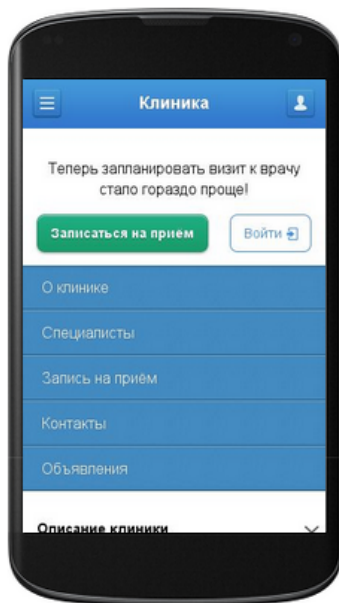 Клиника
Теперь запланировать визит к врачу
стало гораздо проще!
Записаться на приём
Войти
О клинике
Специалисты
Запись на приём
Контакты
Объявления
Описание клиники